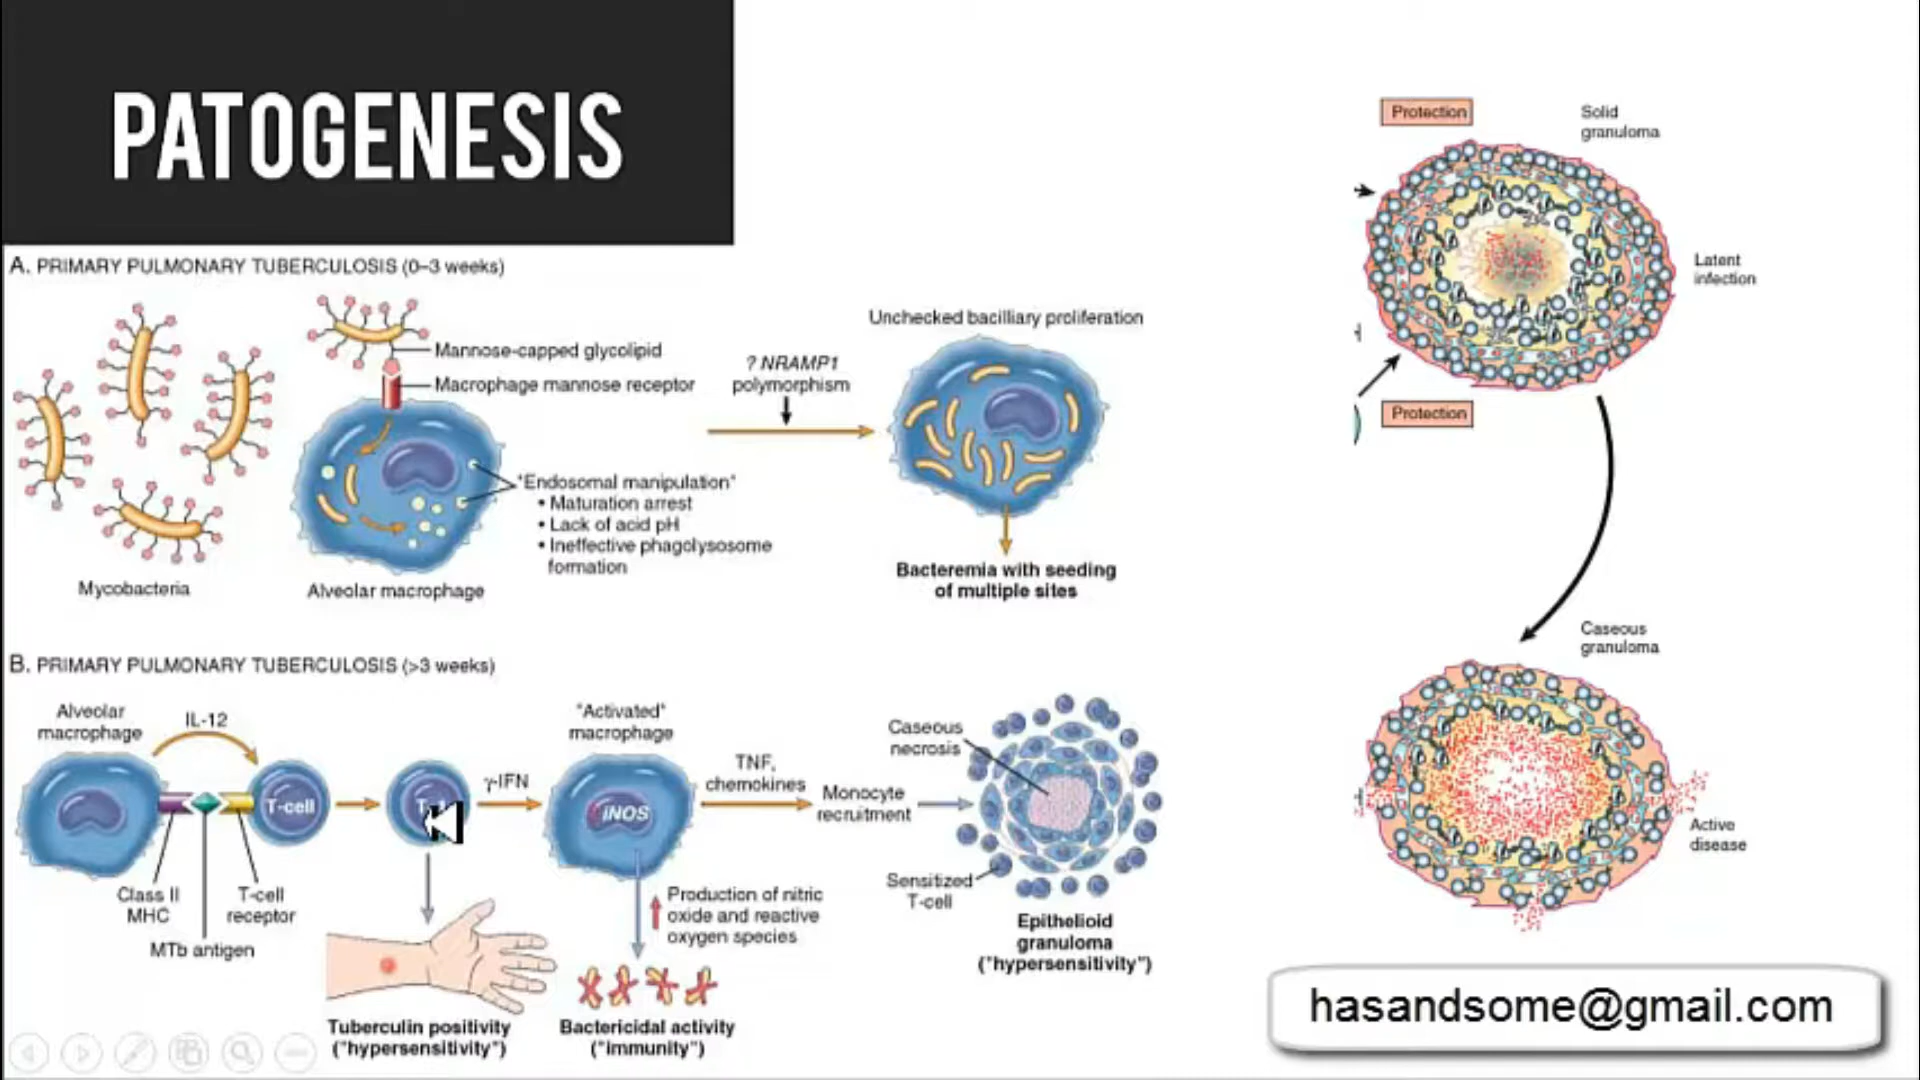 PATOGENESIS
A. PRIMARY PULMONARY TUBERCULOSIS (0–3 weeks)
Mannose-capped glycolipid
Macrophage mannose receptor
"Endosomal manipulation"
• Maturation arrest
• Lack of acid pH
• Ineffective phagolysosome
formation
Mycobacteria
Alveolar macrophage
? NRAMP1
polymorphism
Unchecked bacilliary proliferation
Bacteremia with seeding
of multiple sites
B. PRIMARY PULMONARY TUBERCULOSIS (>3 weeks)
Alveolar
macrophage
IL-12
T-cell
Class II
MHC
MTb antigen
T-cell
receptor
γ-IFN
"Activated"
macrophage
iNOS
TNF,
chemokines
Monocyte
recruitment
Caseous
necrosis
Sensitized
T-cell
Epithelioid
granuloma
("hypersensitivity")
Production of nitric
oxide and reactive
oxygen species
Tuberculin positivity
("hypersensitivity")
Bactericidal activity
("immunity")
Protection
Solid
granuloma
Latent
infection
Protection
Caseous
granuloma
Active
disease
hasandsome@gmail.com